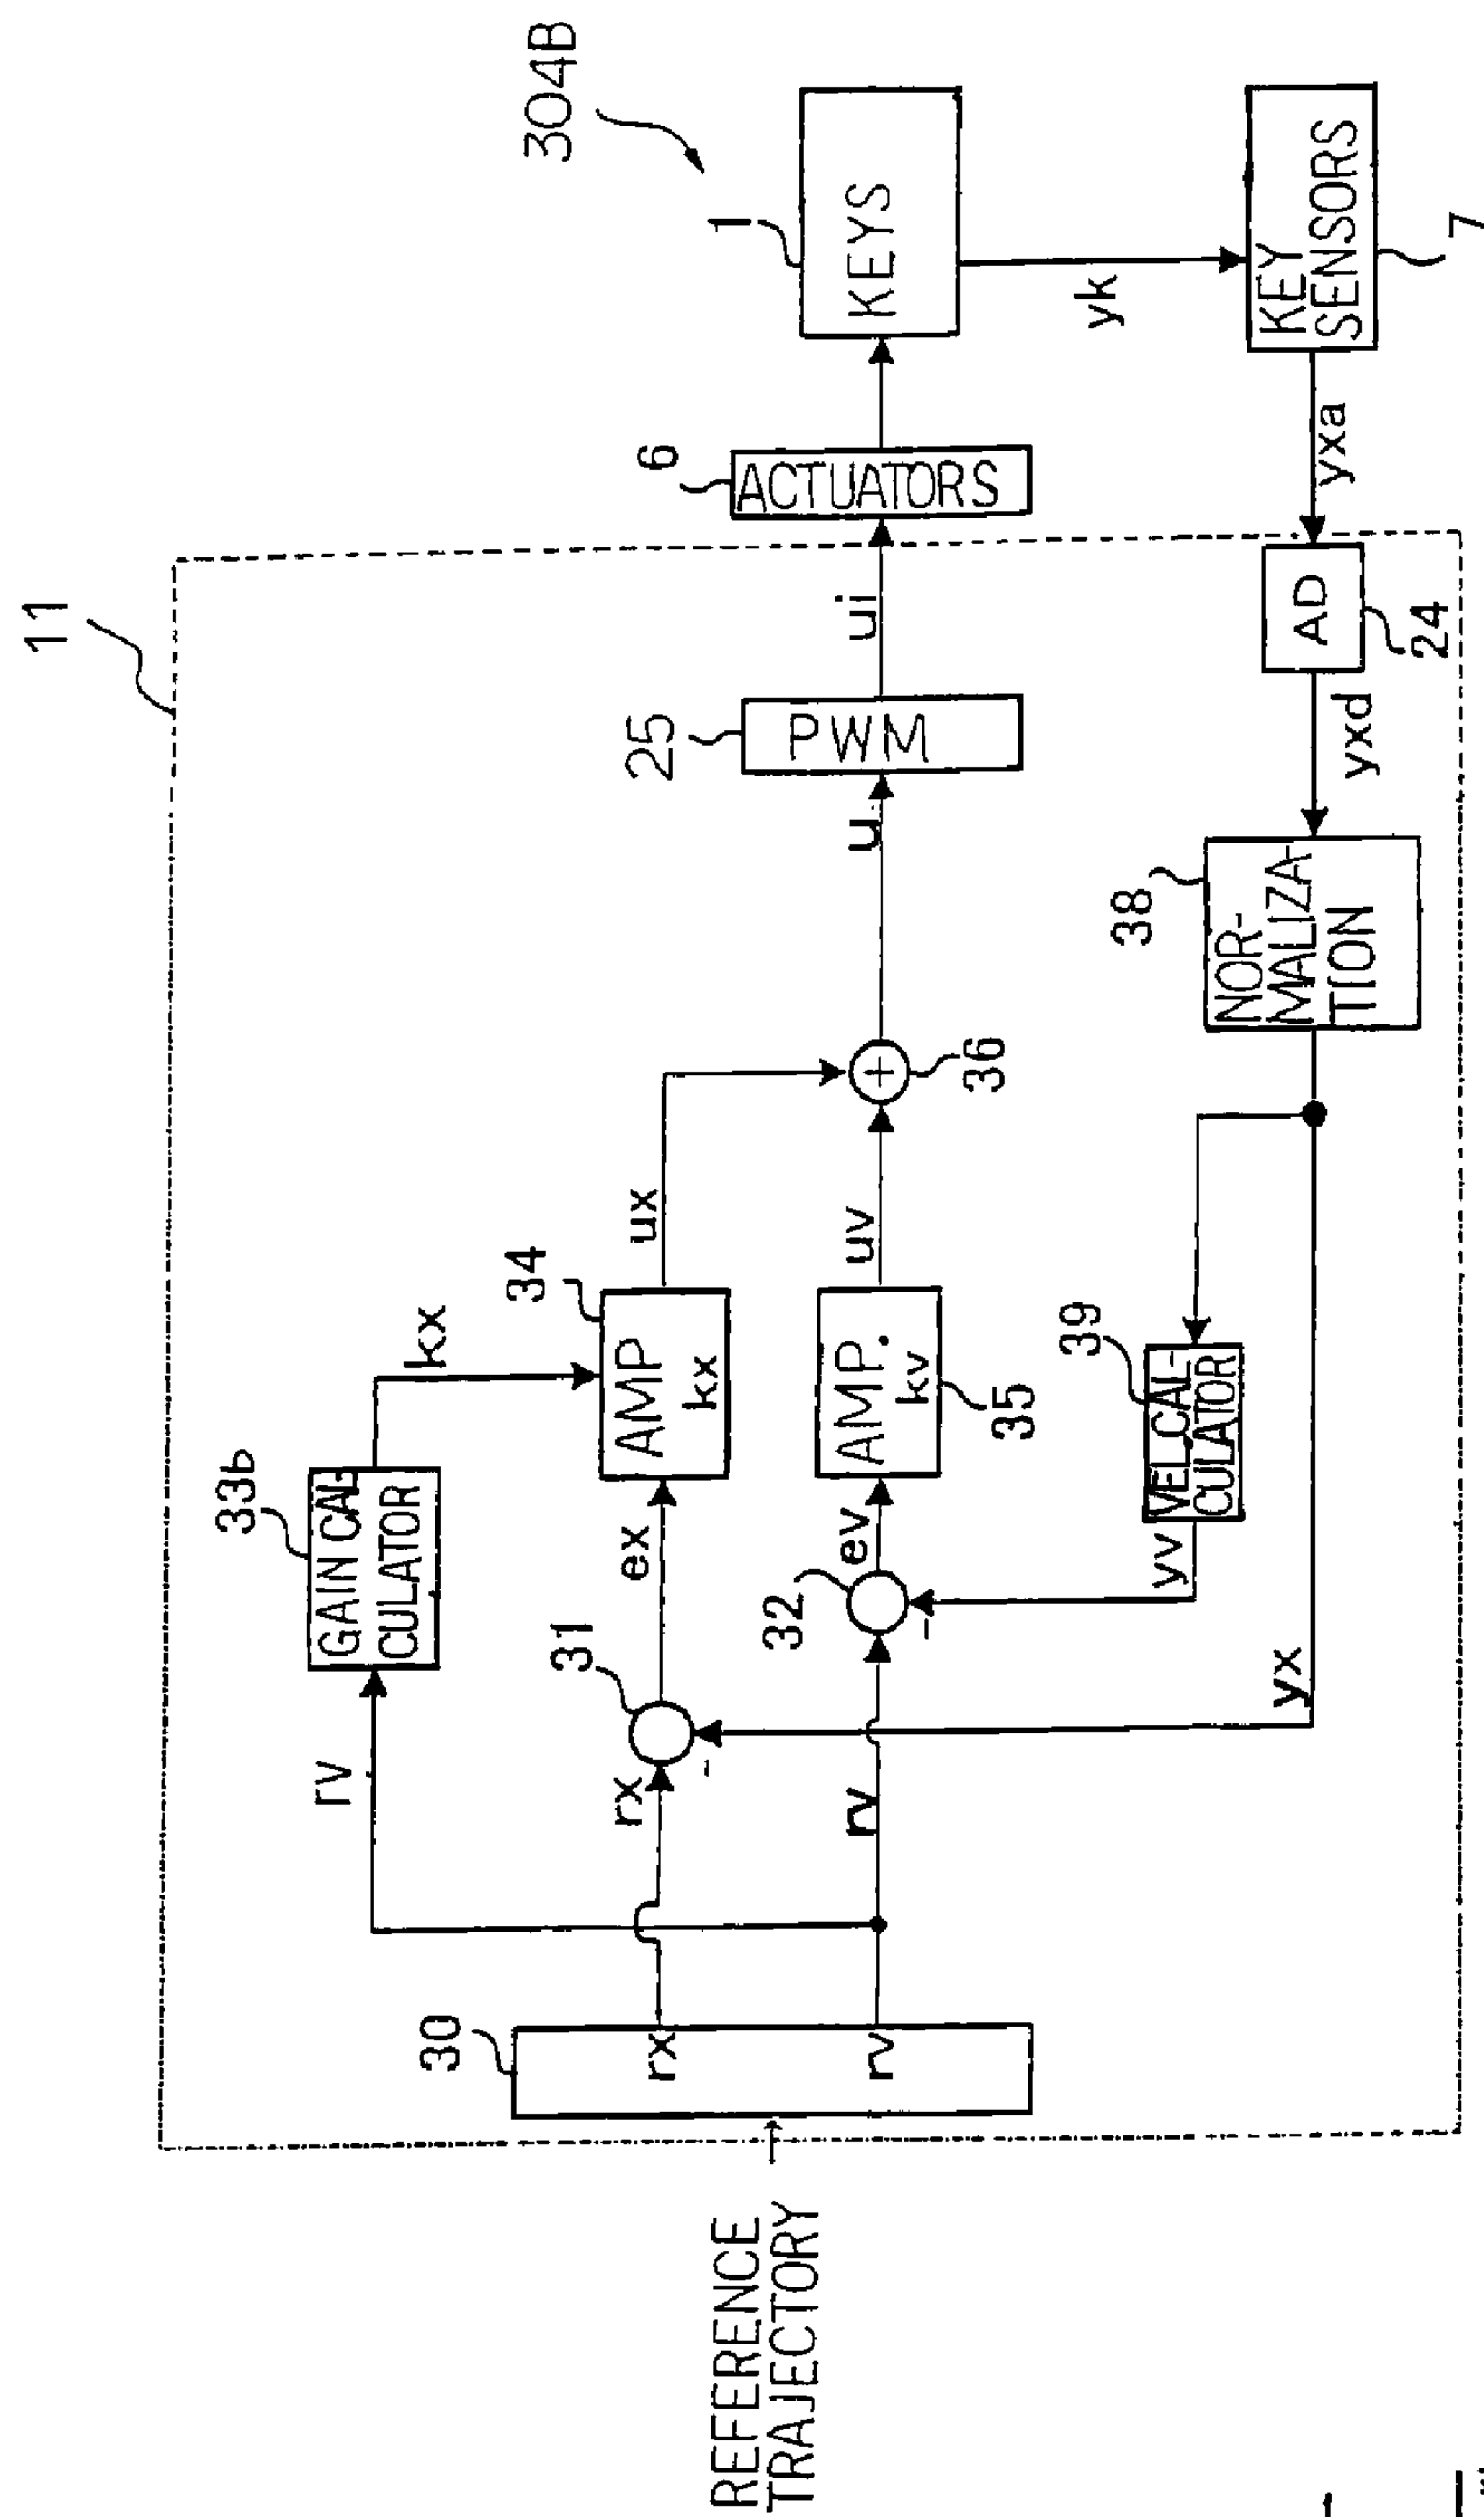 304B
11
REFERENCE
TRAJECTORY
30
rx
rv
rv
rx
rv
31
-
32
-
33b
GAIN CAL-
CULATOR
kx
ex
ev
34
AMP
kx
AMP.
kv
35
ux
uv
+
36
u
25
PWM
ui
6
ACTUATORS
1
KEYS
yk
KEY
SENSORS
7
yxa
AD
24
yxd
38
NOR-
MALIZA-
TION
39
VEL CAL-
CULATOR
yv
yx